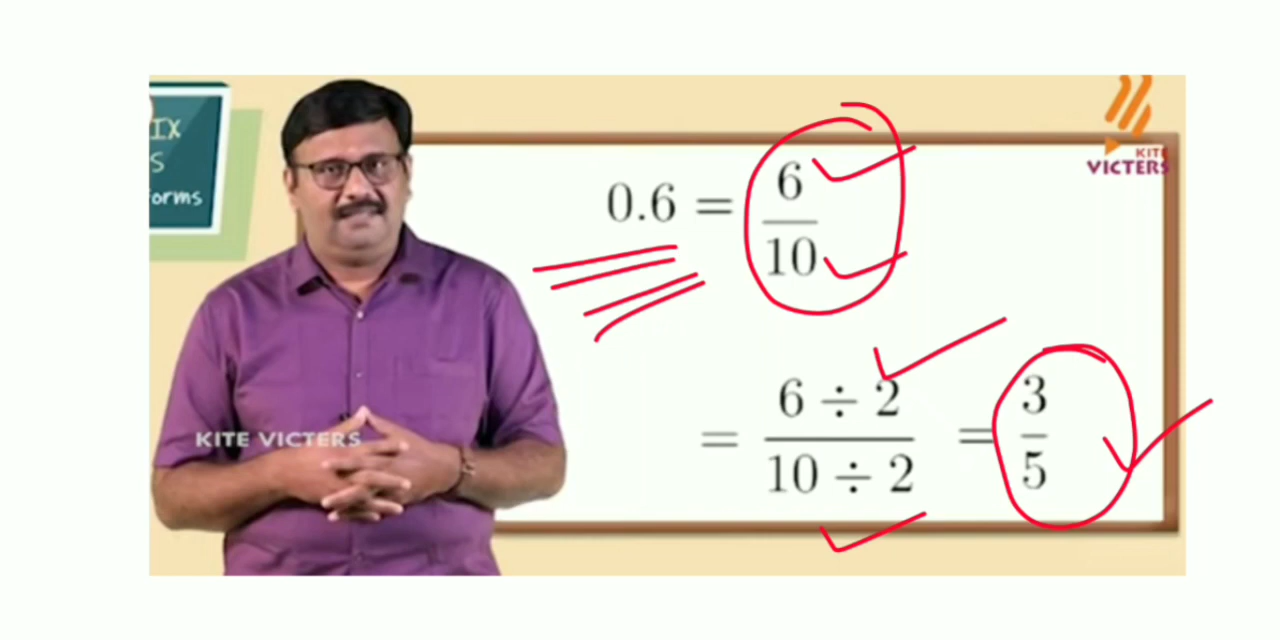 IX
S
orms
KITE
VICTERS
0.6 = 6/10
= 6 ÷ 2 / 10 ÷ 2 = 3/5
KITE VICTERS